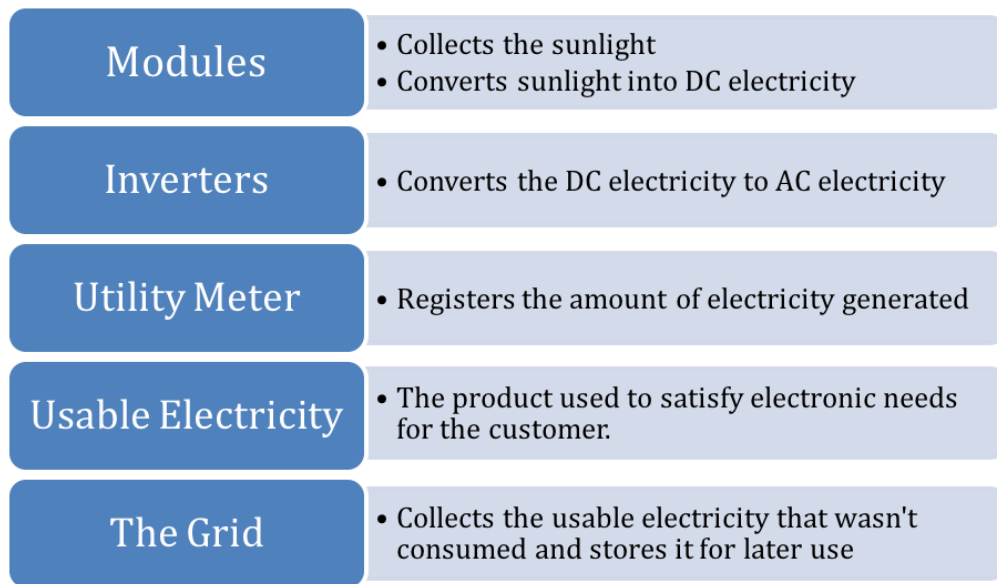 Modules
• Collects the sunlight
• Converts sunlight into DC electricity
Inverters
• Converts the DC electricity to AC electricity
Utility Meter
• Registers the amount of electricity generated
Usable Electricity
• The product used to satisfy electronic needs
for the customer.
The Grid
• Collects the usable electricity that wasn't
consumed and stores it for later use